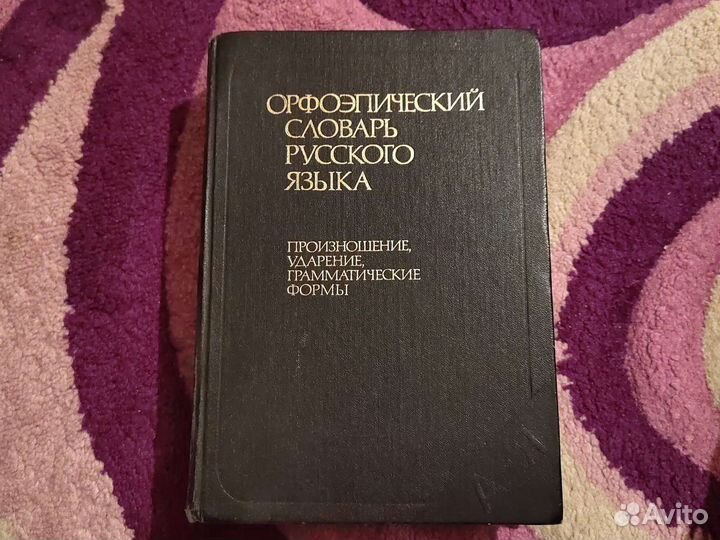 ОРФОЭПИЧЕСКИЙ
СЛОВАРЬ
РУССКОГО
ЯЗЫКА
ПРОИЗНОШЕНИЕ,
УДАРЕНИЕ,
ГРАММАТИЧЕСКИЕ
ФОРМЫ
Avito